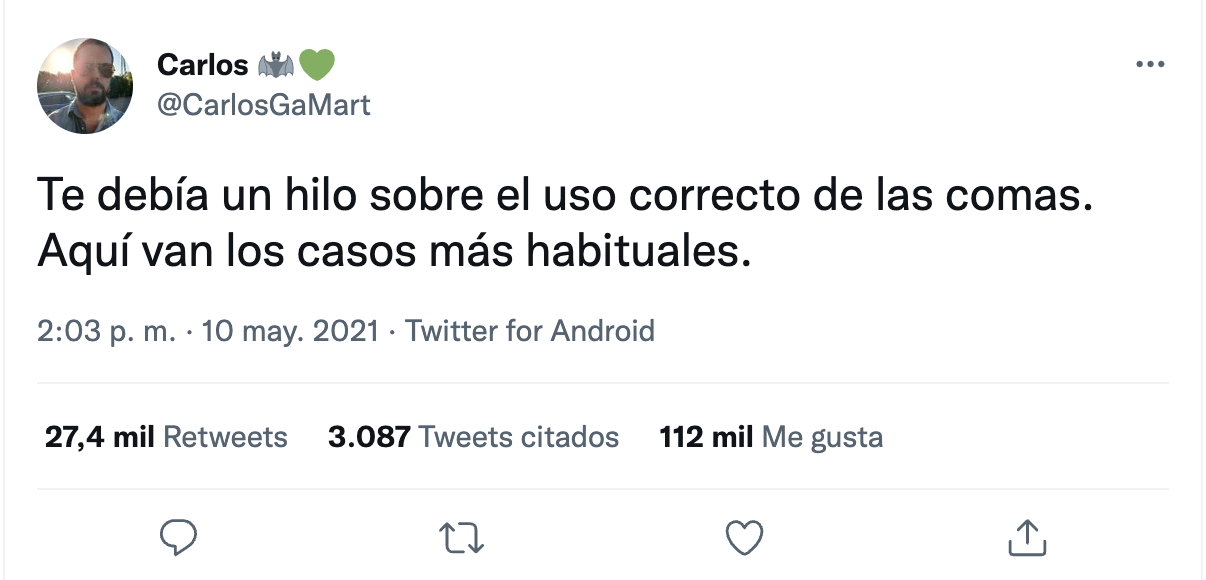 Carlos 🦇💚
@CarlosGaMart
Te debía un hilo sobre el uso correcto de las comas.
Aquí van los casos más habituales.
2:03 p. m. · 10 may. 2021 · Twitter for Android
27,4 mil Retweets 3.087 Tweets citados 112 mil Me gusta